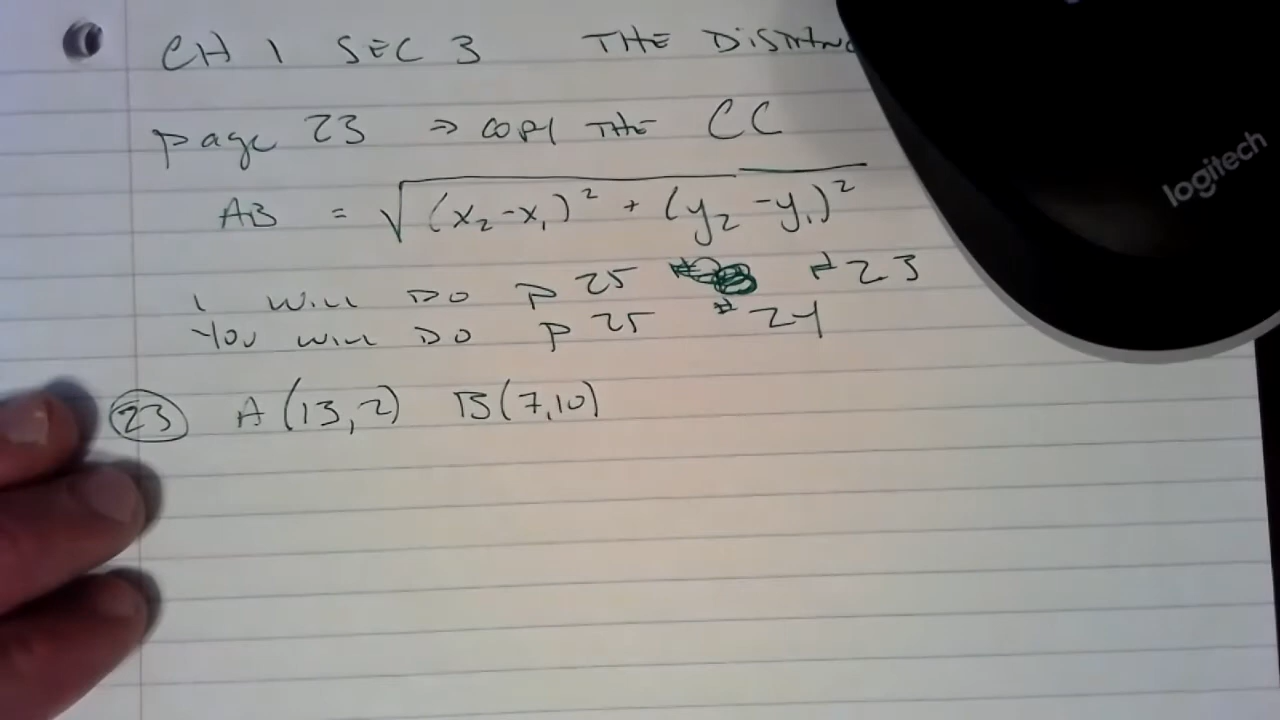 CH 1 SEC 3 THE
page 23 ⇒ copy THE CC
AB = √(x₂-x₁)² + (y₂-y₁)²
I WILL DO p 25 #23
YOU WILL DO p 25 #24
23 A(13,2) B(7,10)
logitech